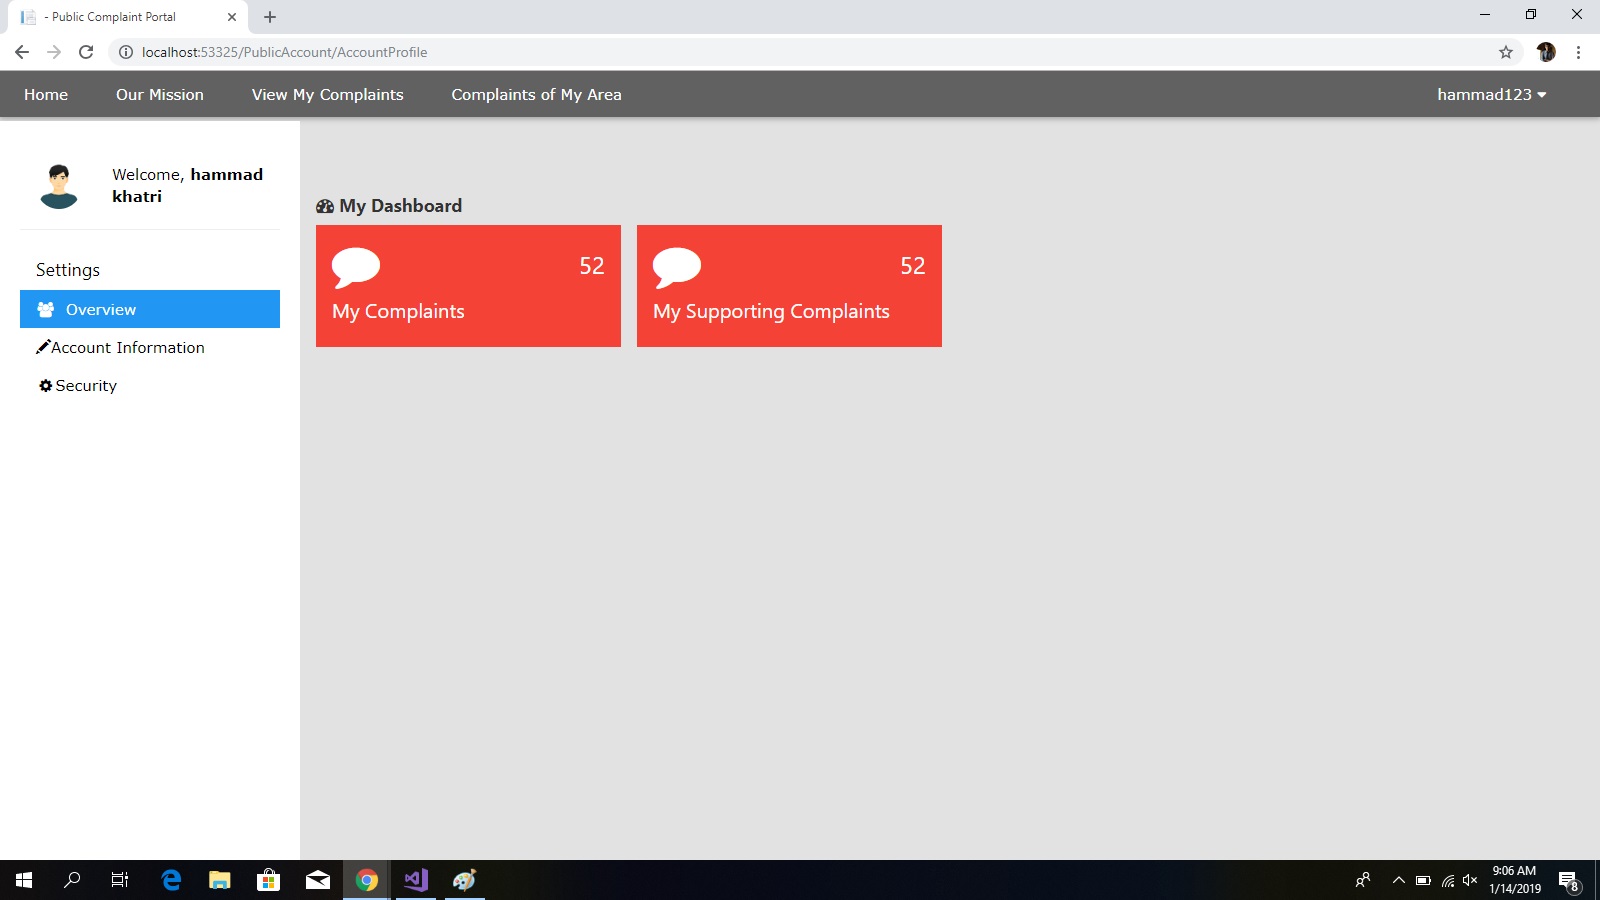 - Public Complaint Portal
localhost:53325/PublicAccount/AccountProfile
Home Our Mission View My Complaints Complaints of My Area hammad123
Welcome, hammad
khatri
Settings
Overview
Account Information
Security
My Dashboard
52
My Complaints
52
My Supporting Complaints
9:06 AM
1/14/2019
8